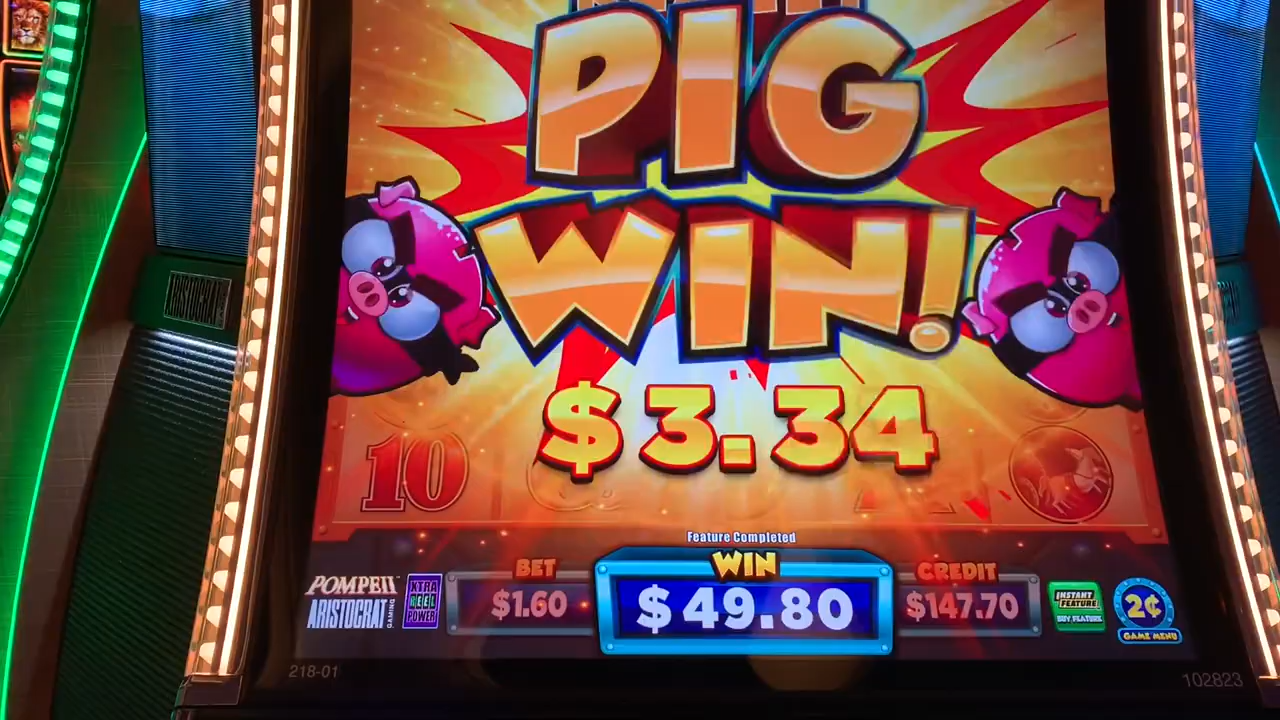 PIG
WIN!
$3.34
10
Feature Completed
BET
WIN
CREDIT
$1.60
$49.80
$147.70
POMPEII™
ARISTOCRAT
GAMING
XTRA
REEL
POWER
INSTANT
FEATURE
BUY FEATURE
2¢
GAME MENU
218-01
102823
ARISTOCRAT